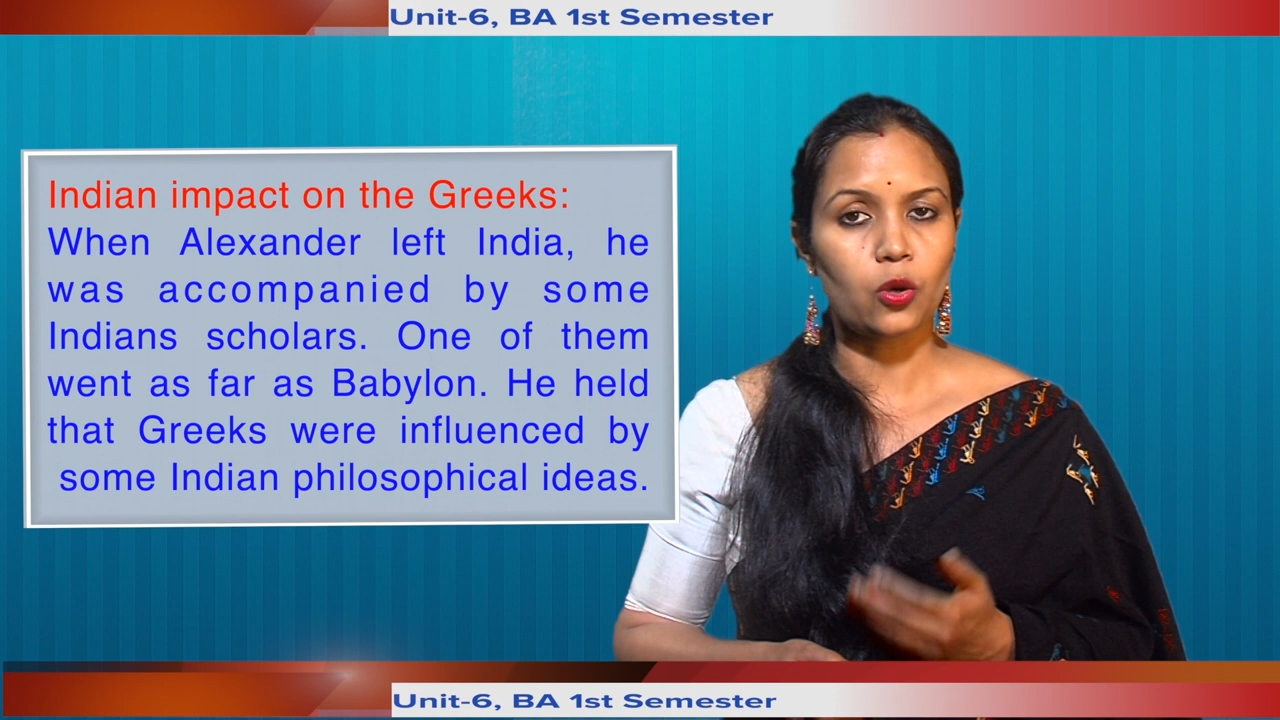 Unit-6, BA 1st Semester
Indian impact on the Greeks:
When Alexander left India, he
was accompanied by some
Indians scholars. One of them
went as far as Babylon. He held
that Greeks were influenced by
some Indian philosophical ideas.
Unit-6, BA 1st Semester